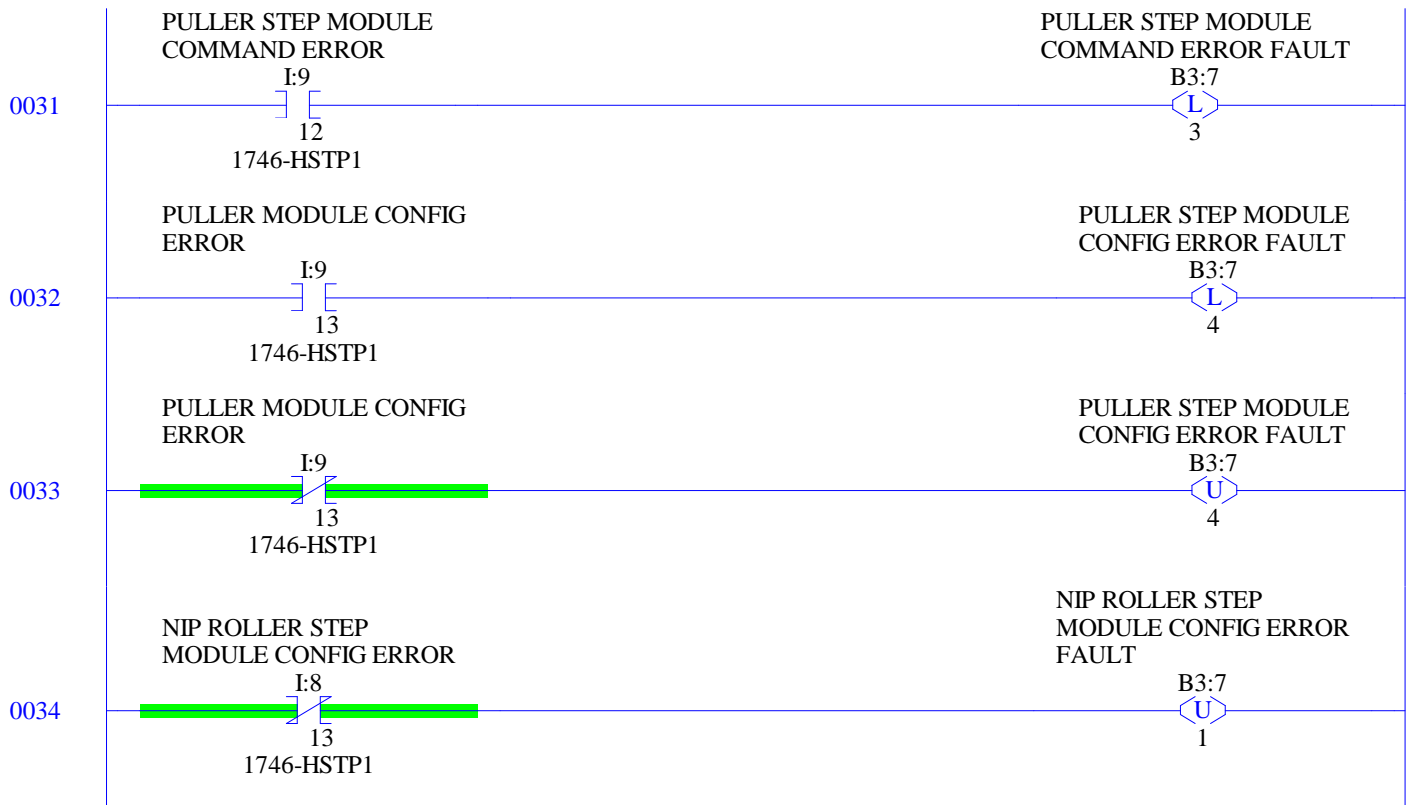 PULLER STEP MODULE
COMMAND ERROR
I:9
12
1746-HSTP1
PULLER STEP MODULE
COMMAND ERROR FAULT
B3:7
L
3
0031
PULLER MODULE CONFIG
ERROR
I:9
13
1746-HSTP1
PULLER STEP MODULE
CONFIG ERROR FAULT
B3:7
L
4
0032
PULLER MODULE CONFIG
ERROR
I:9
13
1746-HSTP1
PULLER STEP MODULE
CONFIG ERROR FAULT
B3:7
U
4
0033
NIP ROLLER STEP
MODULE CONFIG ERROR
I:8
13
1746-HSTP1
NIP ROLLER STEP
MODULE CONFIG ERROR
FAULT
B3:7
U
1
0034